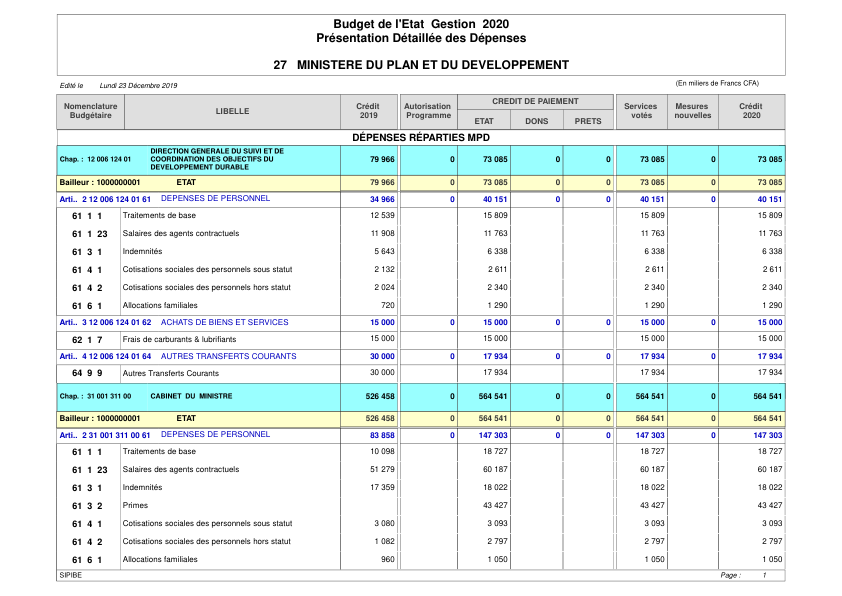 Budget de l'Etat Gestion 2020
Présentation Détaillée des Dépenses
27 MINISTERE DU PLAN ET DU DEVELOPPEMENT
Edité le Lundi 23 Décembre 2019 (En miliers de Francs CFA)
Nomenclature Budgétaire LIBELLE Crédit 2019 Autorisation Programme CREDIT DE PAIEMENT ETAT DONS PRETS Services votés Mesures nouvelles Crédit 2020
DÉPENSES RÉPARTIES MPD
Chap. : 12 006 124 01 DIRECTION GENERALE DU SUIVI ET DE COORDINATION DES OBJECTIFS DU DEVELOPPEMENT DURABLE 79 966 0 73 085 0 0 73 085 0 73 085
Bailleur : 1000000001 ETAT 79 966 0 73 085 0 0 73 085 0 73 085
Arti.. 2 12 006 124 01 61 DEPENSES DE PERSONNEL 34 966 0 40 151 0 0 40 151 0 40 151
61 1 1 Traitements de base 12 539 15 809 15 809 15 809
61 1 23 Salaires des agents contractuels 11 908 11 763 11 763 11 763
61 3 1 Indemnités 5 643 6 338 6 338 6 338
61 4 1 Cotisations sociales des personnels sous statut 2 132 2 611 2 611 2 611
61 4 2 Cotisations sociales des personnels hors statut 2 024 2 340 2 340 2 340
61 6 1 Allocations familiales 720 1 290 1 290 1 290
Arti.. 3 12 006 124 01 62 ACHATS DE BIENS ET SERVICES 15 000 0 15 000 0 0 15 000 0 15 000
62 1 7 Frais de carburants & lubrifiants 15 000 15 000 15 000 15 000
Arti.. 4 12 006 124 01 64 AUTRES TRANSFERTS COURANTS 30 000 0 17 934 0 0 17 934 0 17 934
64 9 9 Autres Transferts Courants 30 000 17 934 17 934 17 934
Chap. : 31 001 311 00 CABINET DU MINISTRE 526 458 0 564 541 0 0 564 541 0 564 541
Bailleur : 1000000001 ETAT 526 458 0 564 541 0 0 564 541 0 564 541
Arti.. 2 31 001 311 00 61 DEPENSES DE PERSONNEL 83 858 0 147 303 0 0 147 303 0 147 303
61 1 1 Traitements de base 10 098 18 727 18 727 18 727
61 1 23 Salaires des agents contractuels 51 279 60 187 60 187 60 187
61 3 1 Indemnités 17 359 18 022 18 022 18 022
61 3 2 Primes 43 427 43 427 43 427
61 4 1 Cotisations sociales des personnels sous statut 3 080 3 093 3 093 3 093
61 4 2 Cotisations sociales des personnels hors statut 1 082 2 797 2 797 2 797
61 6 1 Allocations familiales 960 1 050 1 050 1 050
SIPIBE Page : 1